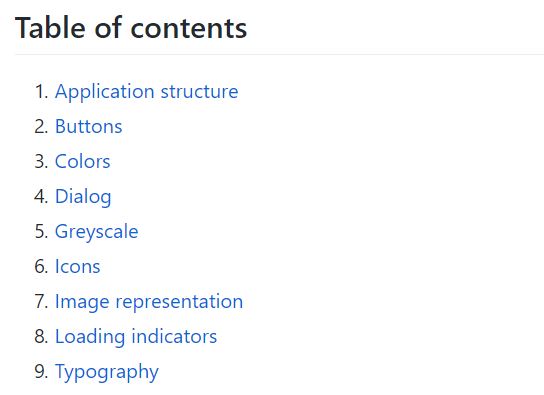 Table of contents
1. Application structure
2. Buttons
3. Colors
4. Dialog
5. Greyscale
6. Icons
7. Image representation
8. Loading indicators
9. Typography